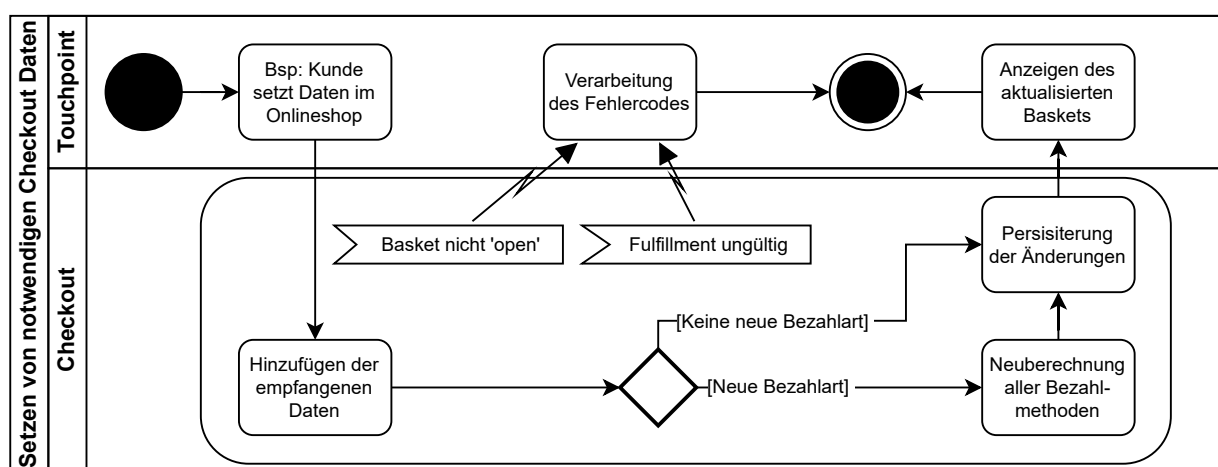 Setzen von notwendigen Checkout Daten
Touchpoint
Bsp: Kunde
setzt Daten im
Onlineshop
Verarbeitung
des Fehlercodes
Anzeigen des
aktualisierten
Baskets
Checkout
Basket nicht 'open'
Fulfillment ungültig
Persisiterung
der Änderungen
[Keine neue Bezahlart]
Hinzufügen der
empfangenen
Daten
[Neue Bezahlart]
Neuberechnung
aller Bezahl-
methoden